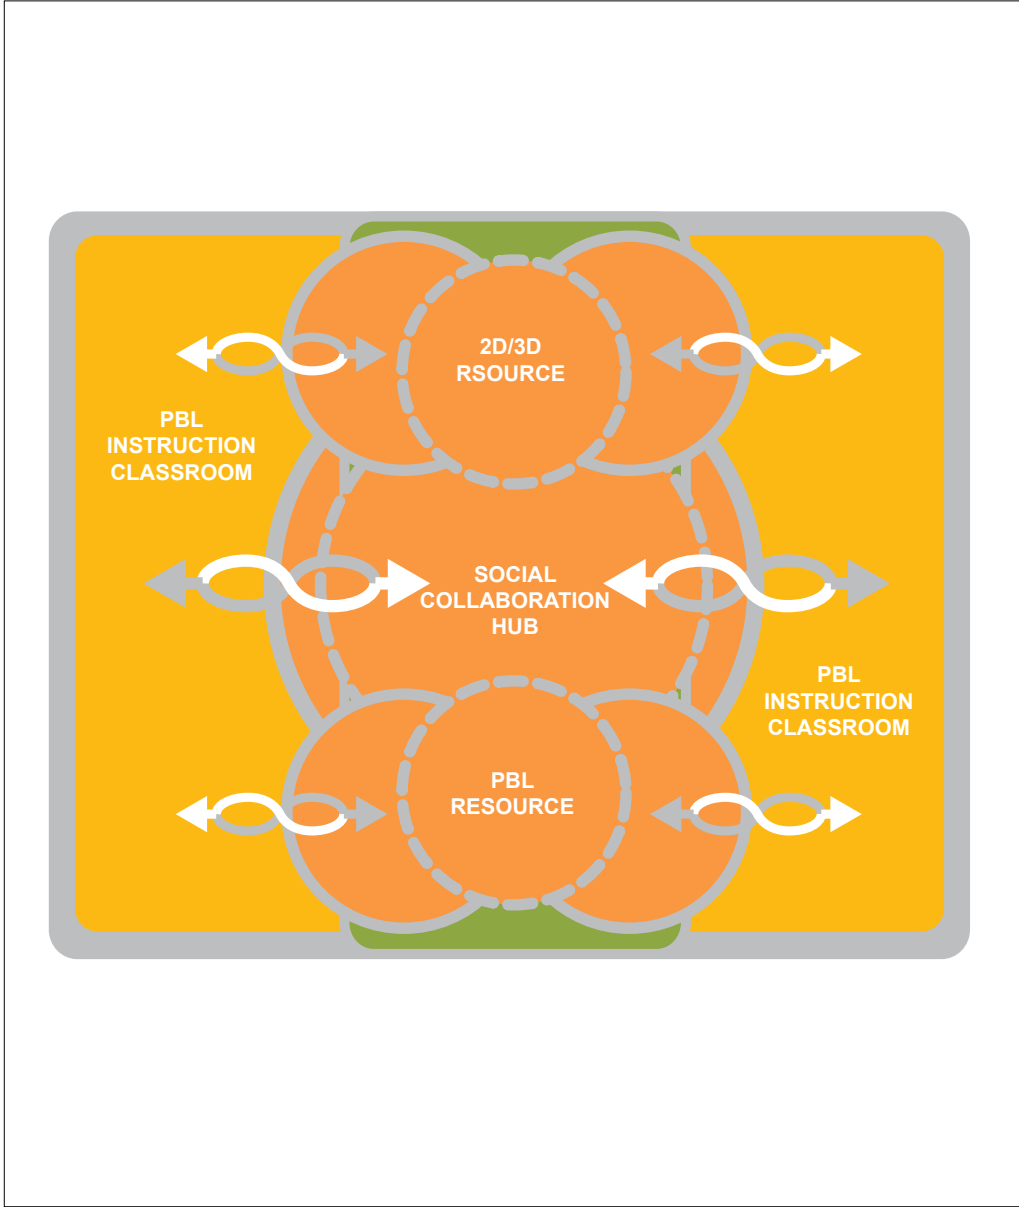 2D/3D
RSOURCE
PBL
INSTRUCTION
CLASSROOM
SOCIAL
COLLABORATION
HUB
PBL
INSTRUCTION
CLASSROOM
PBL
RESOURCE